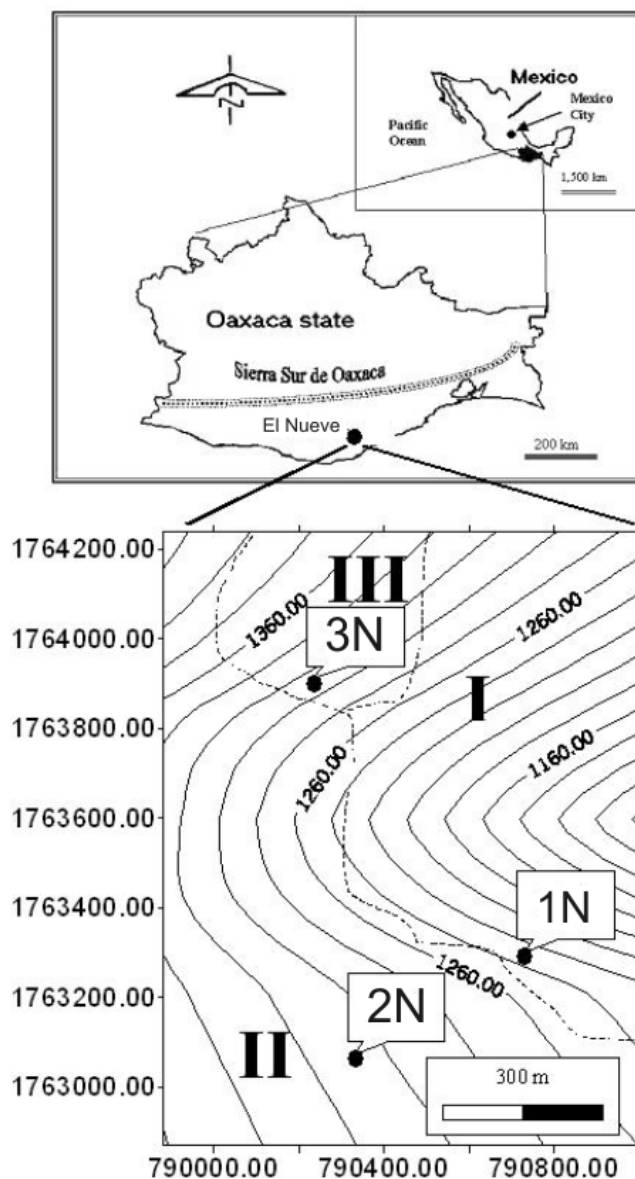 N
Mexico
Mexico
City
Pacific
Ocean
1,500 km
Oaxaca state
Sierra Sur de Oaxaca
El Nueve
200 km
1764200.00
1764000.00
1763800.00
1763600.00
1763400.00
1763200.00
1763000.00
III
1360.00
3N
1260.00
I
1260.00
1160.00
1N
1260.00
2N
II
300 m
790000.00 790400.00 790800.00